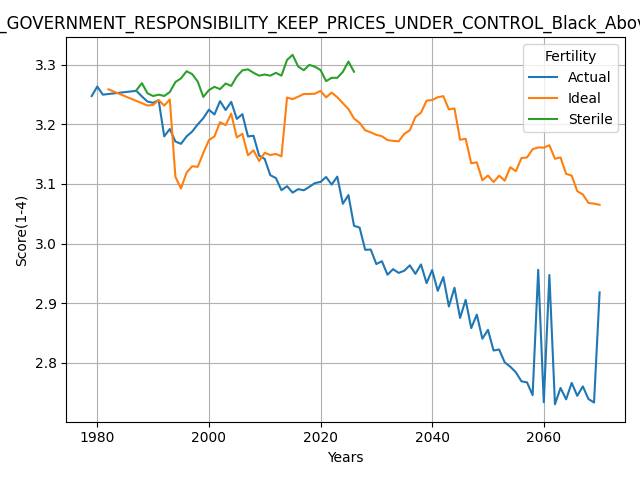 _GOVERNMENT_RESPONSIBILITY_KEEP_PRICES_UNDER_CONTROL_Black_Abov
Fertility
Actual
Ideal
Sterile
Score(1-4)
3.3
3.2
3.1
3.0
2.9
2.8
1980 2000 2020 2040 2060
Years